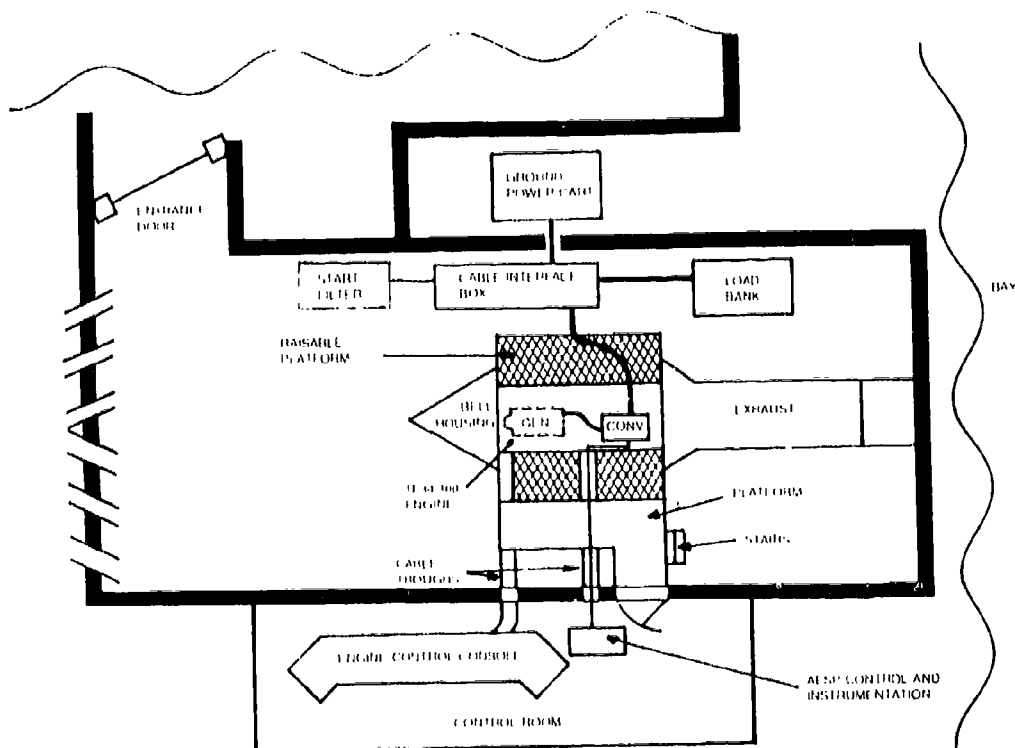 GROUND
POWER CART
ENTRANCE
DOOR
START
FILTER
CABLE INTERFACE
BOX
LOAD
BANK
BAY
RAISABLE
PLATFORM
BELL
HOUSING
GEN
CONV
EXHAUST
ENGINE
PLATFORM
STAIRS
CABLE
TROUGHS
ENGINE CONTROL CONSOLE
AESP CONTROL AND
INSTRUMENTATION
CONTROL ROOM